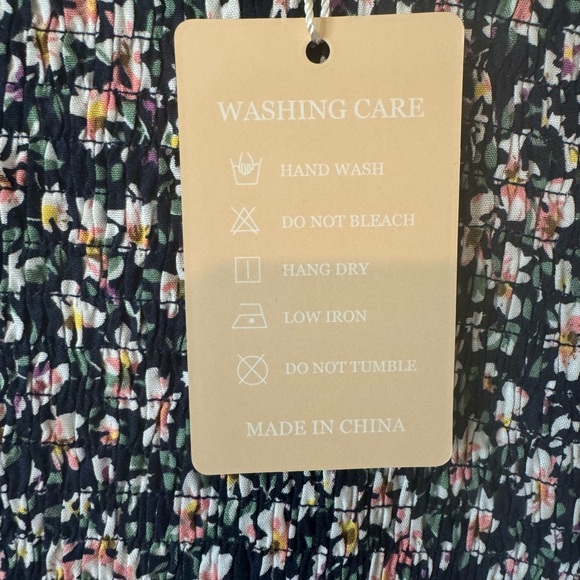 WASHING CARE
HAND WASH
DO NOT BLEACH
HANG DRY
LOW IRON
DO NOT TUMBLE
MADE IN CHINA